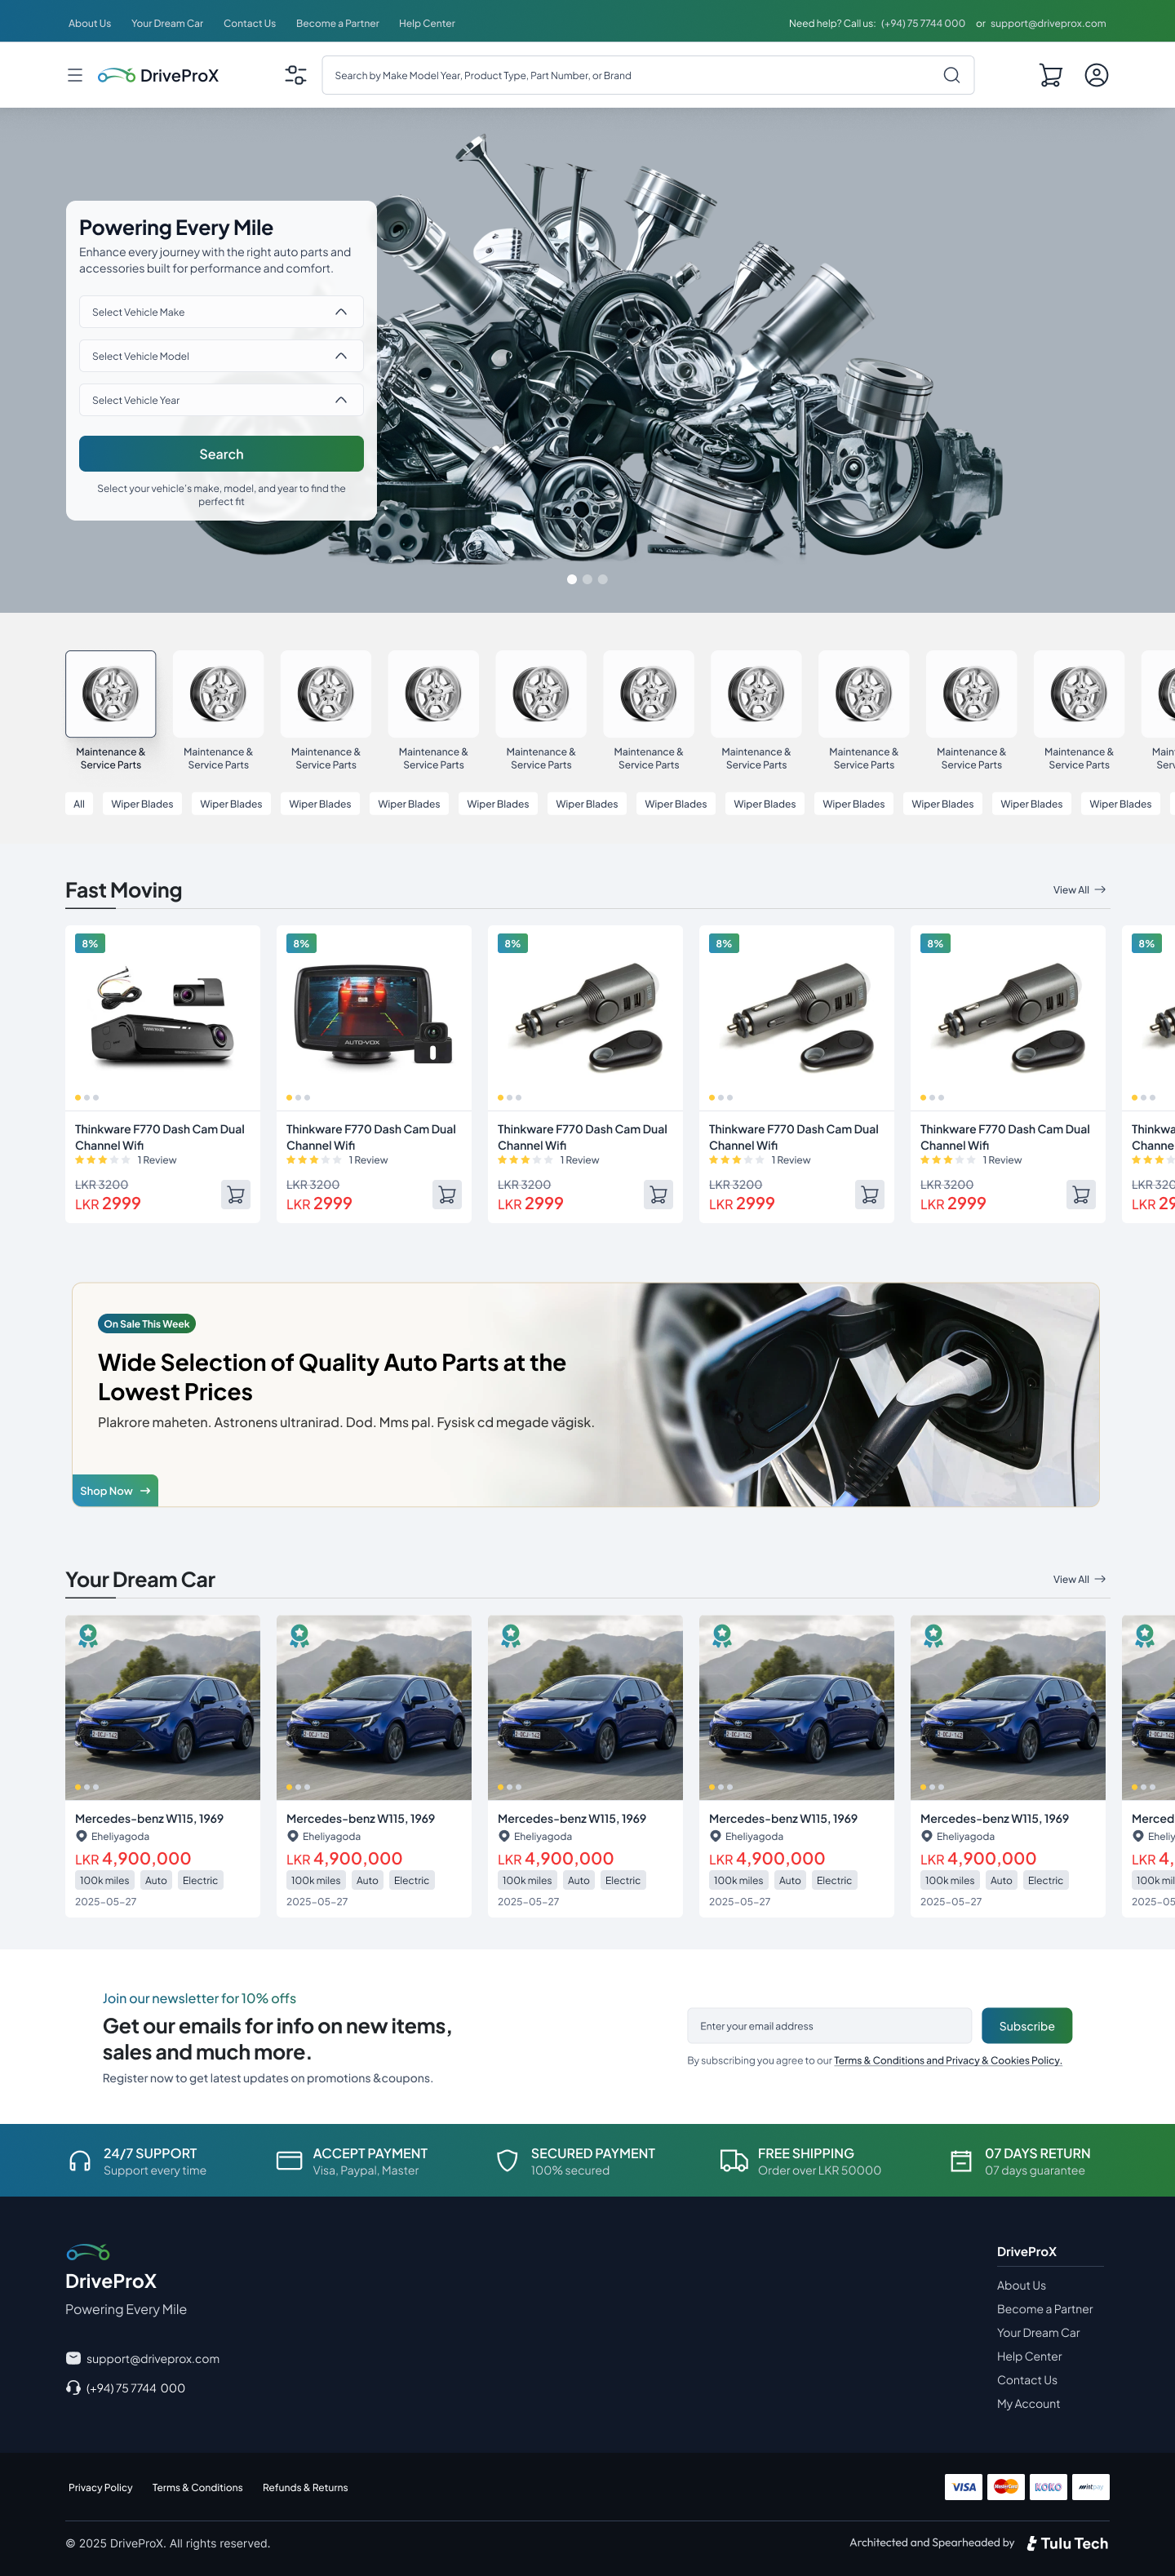 About Us Your Dream Car Contact Us Become a Partner Help Center Need help? Call us: (+94) 75 7744 000 or support@driveprox.com
DriveProX Search by Make Model Year, Product Type, Part Number, or Brand
Powering Every Mile
Enhance every journey with the right auto parts and
accessories built for performance and comfort.
Select Vehicle Make
Select Vehicle Model
Select Vehicle Year
Search
Select your vehicle's make, model, and year to find the
perfect fit
Maintenance & Maintenance & Maintenance & Maintenance & Maintenance & Maintenance & Maintenance & Maintenance & Maintenance & Maintenance & Main
Service Parts Service Parts Service Parts Service Parts Service Parts Service Parts Service Parts Service Parts Service Parts Service Parts Serv
All Wiper Blades Wiper Blades Wiper Blades Wiper Blades Wiper Blades Wiper Blades Wiper Blades Wiper Blades Wiper Blades Wiper Blades Wiper Blades Wiper Blades
Fast Moving View All
8% 8% 8% 8% 8% 8%
AUTO-VOX
Thinkware F770 Dash Cam Dual Thinkware F770 Dash Cam Dual Thinkware F770 Dash Cam Dual Thinkware F770 Dash Cam Dual Thinkware F770 Dash Cam Dual Thinkwa
Channel Wifi Channel Wifi Channel Wifi Channel Wifi Channel Wifi Channe
1 Review 1 Review 1 Review 1 Review 1 Review
LKR 3200 LKR 3200 LKR 3200 LKR 3200 LKR 3200 LKR 320
LKR 2999 LKR 2999 LKR 2999 LKR 2999 LKR 2999 LKR 29
On Sale This Week
Wide Selection of Quality Auto Parts at the
Lowest Prices
Plakrore maheten. Astronens ultranirad. Dod. Mms pal. Fysisk cd megade vägisk.
Shop Now
Your Dream Car View All
Mercedes-benz W115, 1969 Mercedes-benz W115, 1969 Mercedes-benz W115, 1969 Mercedes-benz W115, 1969 Mercedes-benz W115, 1969 Merced
Eheliyagoda Eheliyagoda Eheliyagoda Eheliyagoda Eheliyagoda Eheliy
LKR 4,900,000 LKR 4,900,000 LKR 4,900,000 LKR 4,900,000 LKR 4,900,000 LKR 4,
100k miles Auto Electric 100k miles Auto Electric 100k miles Auto Electric 100k miles Auto Electric 100k miles Auto Electric 100k mil
2025-05-27 2025-05-27 2025-05-27 2025-05-27 2025-05-27 2025-05
Join our newsletter for 10% offs
Get our emails for info on new items,
sales and much more.
Register now to get latest updates on promotions &coupons.
Enter your email address Subscribe
By subscribing you agree to our Terms & Conditions and Privacy & Cookies Policy.
24/7 SUPPORT ACCEPT PAYMENT SECURED PAYMENT FREE SHIPPING 07 DAYS RETURN
Support every time Visa, Paypal, Master 100% secured Order over LKR 50000 07 days guarantee
DriveProX
Powering Every Mile
support@driveprox.com
(+94) 75 7744 000
DriveProX
About Us
Become a Partner
Your Dream Car
Help Center
Contact Us
My Account
Privacy Policy Terms & Conditions Refunds & Returns VISA MasterCard KOKO mintpay
© 2025 DriveProX. All rights reserved. Architected and Spearheaded by Tulu Tech